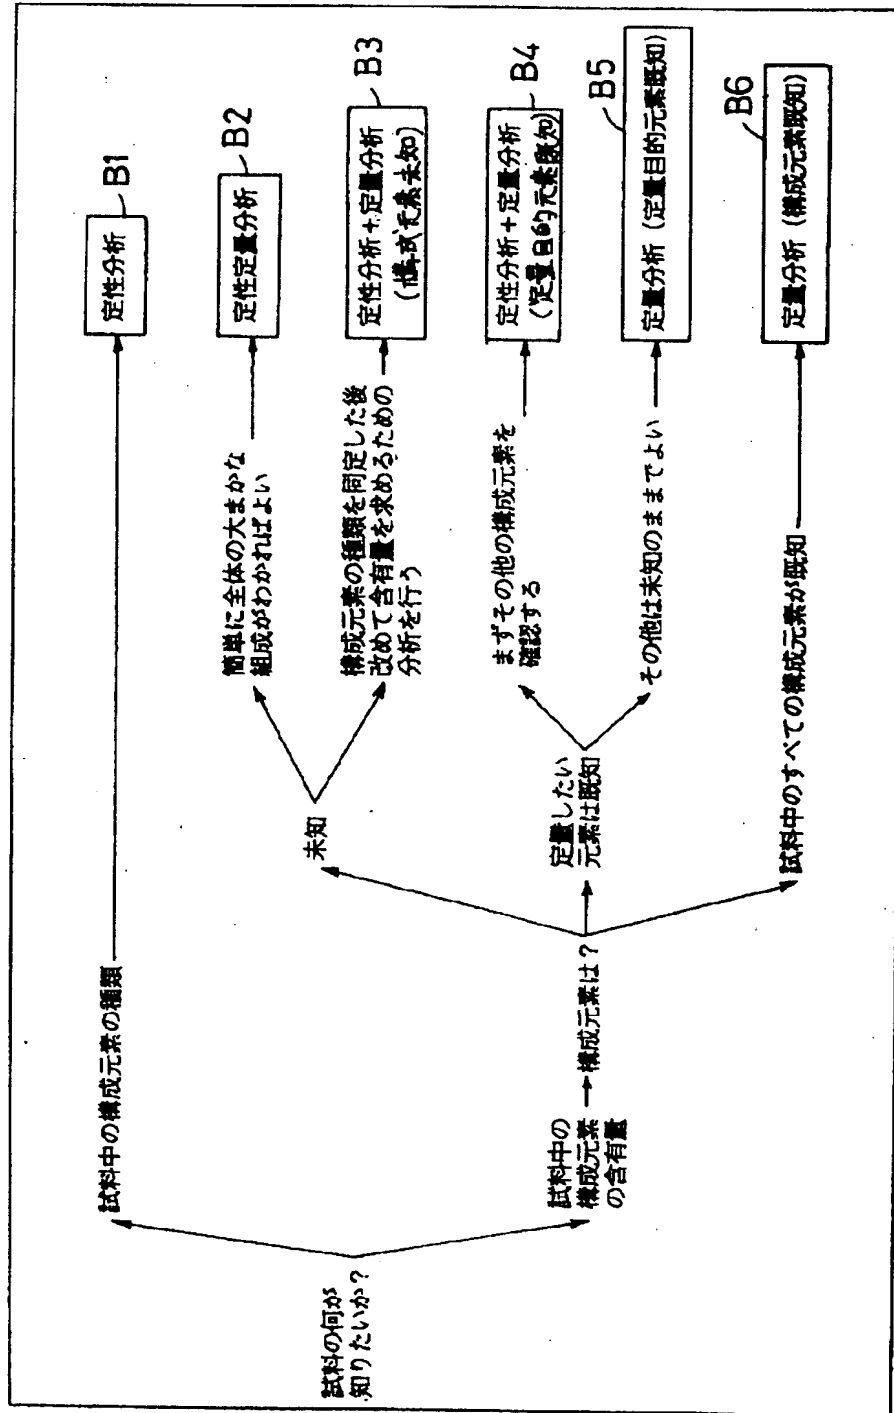 試料の何が
知りたいか?
試料中の構成元素の種類
定性分析
B1
試料中の
構成元素
の含有量
構成元素は?
未知
簡単に全体の大まかな
組成がわかればよい
定性定量分析
B2
構成元素の種類を同定した後
改めて含有量を求めるための
分析を行う
定性分析+定量分析
(構成元素未知)
B3
定量したい
元素は既知
まずその他の構成元素を
確認する
定性分析+定量分析
(定量目的元素既知)
B4
その他は未知のままでよい
定量分析(定量目的元素既知)
B5
試料中のすべての構成元素が既知
定量分析(構成元素既知)
B6